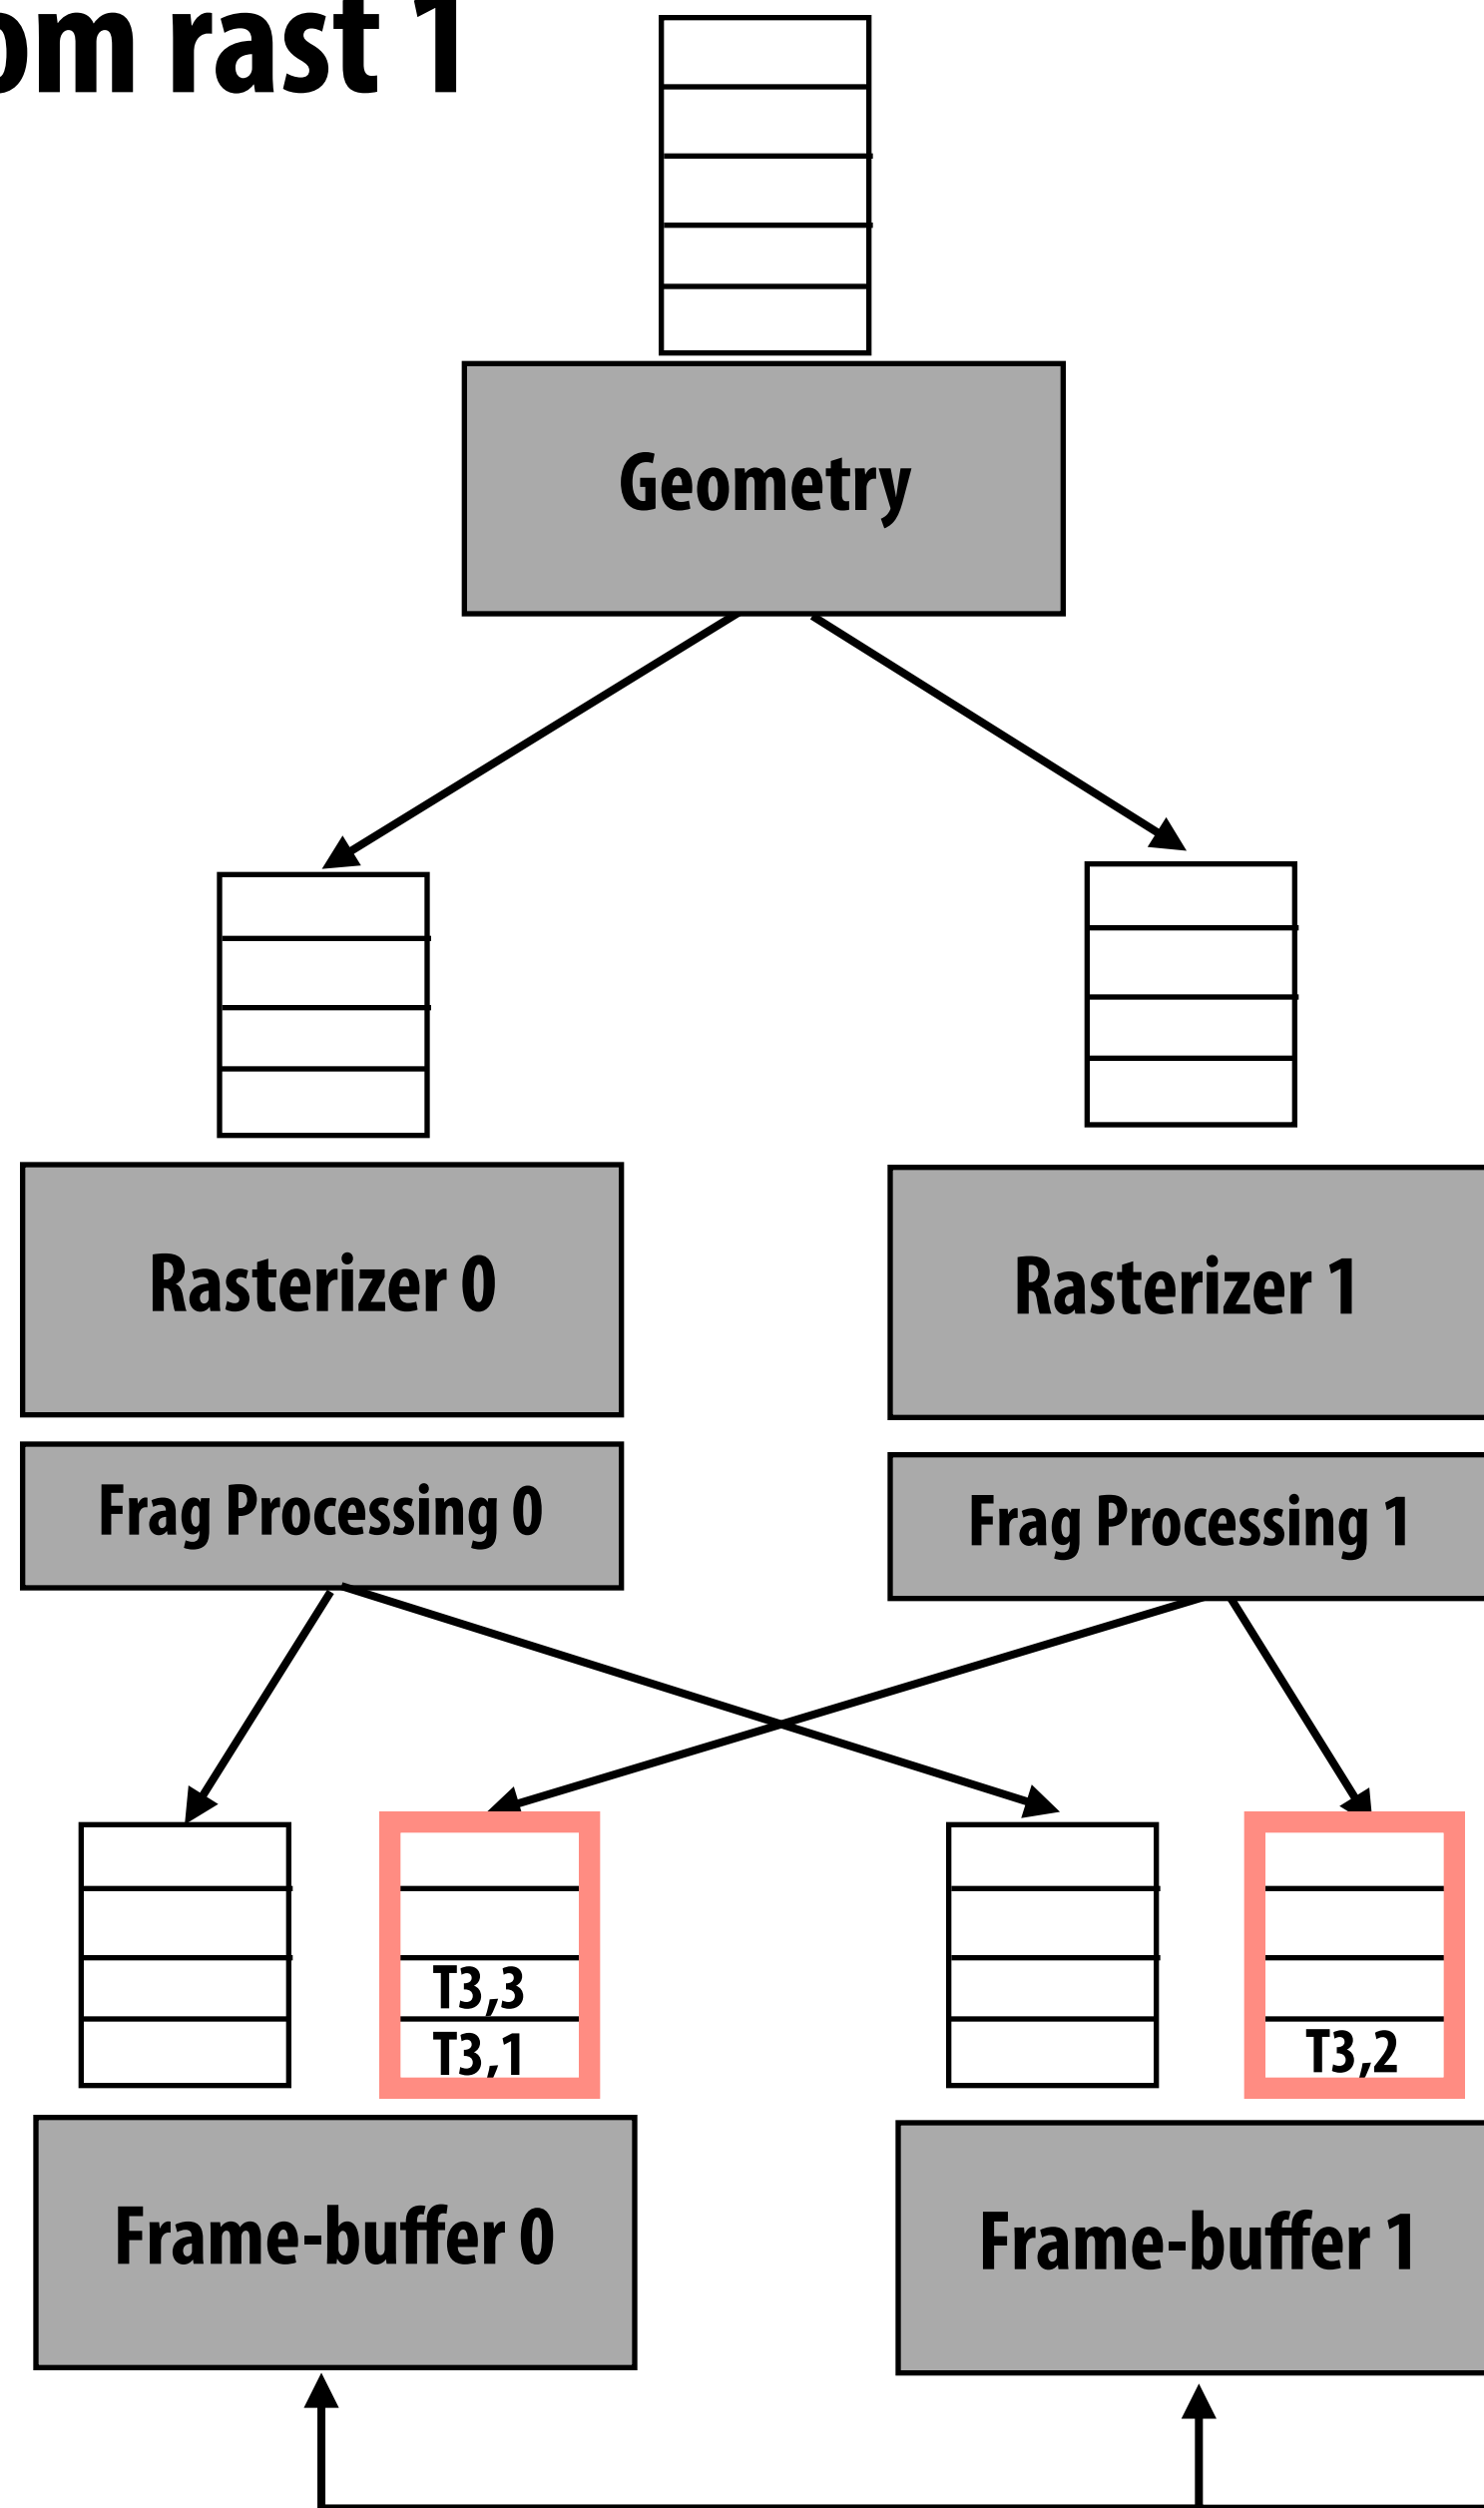 om rast 1
Geometry
Rasterizer 0
Rasterizer 1
Frag Processing 0
Frag Processing 1
T3,3
T3,1
T3,2
Frame-buffer 0
Frame-buffer 1